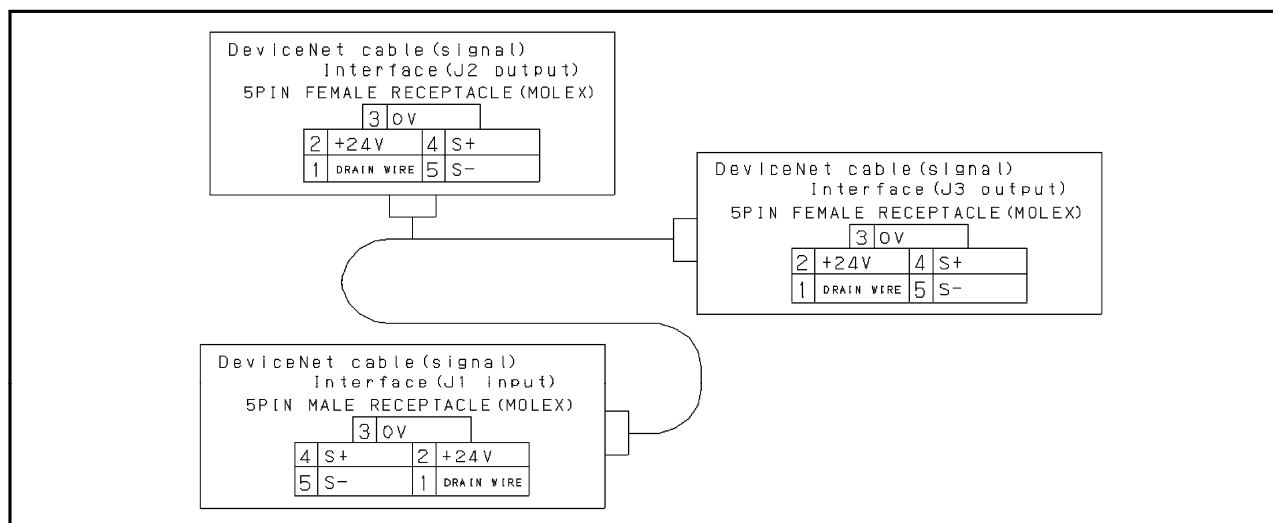 DeviceNet cable(signal)
Interface(J2 output)
5PIN FEMALE RECEPTACLE(MOLEX)
3 0V
2 +24V 4 S+
1 DRAIN WIRE 5 S-
DeviceNet cable(signal)
Interface(J3 output)
5PIN FEMALE RECEPTACLE(MOLEX)
3 0V
2 +24V 4 S+
1 DRAIN WIRE 5 S-
DeviceNet cable(signal)
Interface(J1 input)
5PIN MALE RECEPTACLE(MOLEX)
3 0V
4 S+ 2 +24V
5 S- 1 DRAIN WIRE